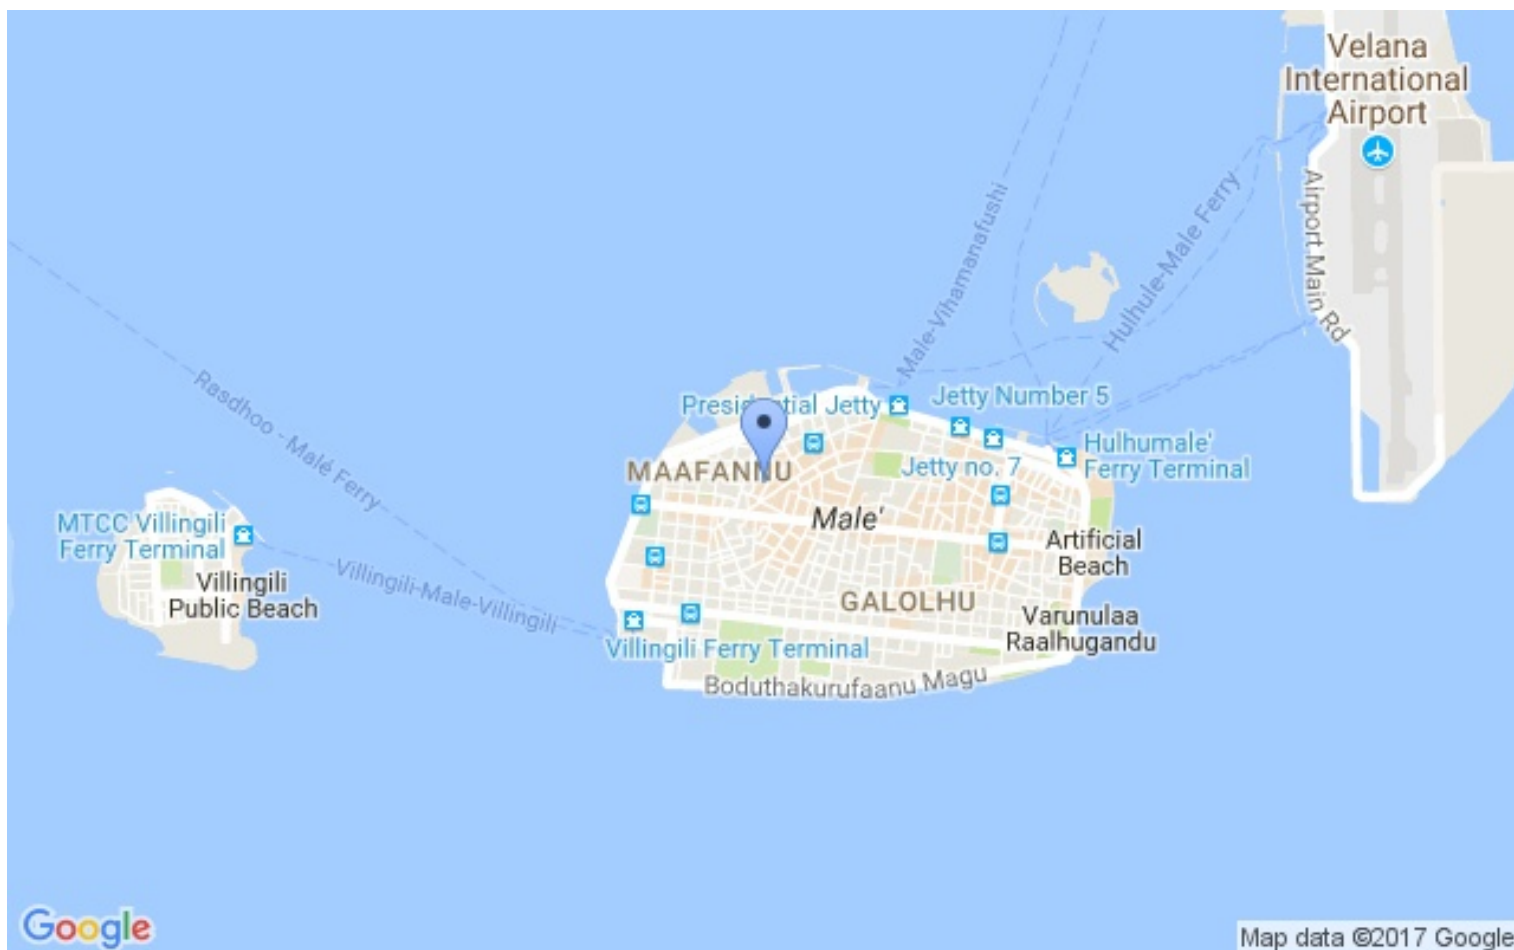 Velana
International
Airport
Airport Main Rd
Hulhule-Male Ferry
Male-Vihamanafushi
Rasdhoo - Malé Ferry
Presidential Jetty
Jetty Number 5
Hulhumale'
Ferry Terminal
Jetty no. 7
MAAFANNU
Male'
MTCC Villingili
Ferry Terminal
Villingili
Public Beach
Villingili-Male-Villingili
Artificial
Beach
GALOLHU
Varunulaa
Raalhugandu
Villingili Ferry Terminal
Boduthakurufaanu Magu
Google
Map data ©2017 Google